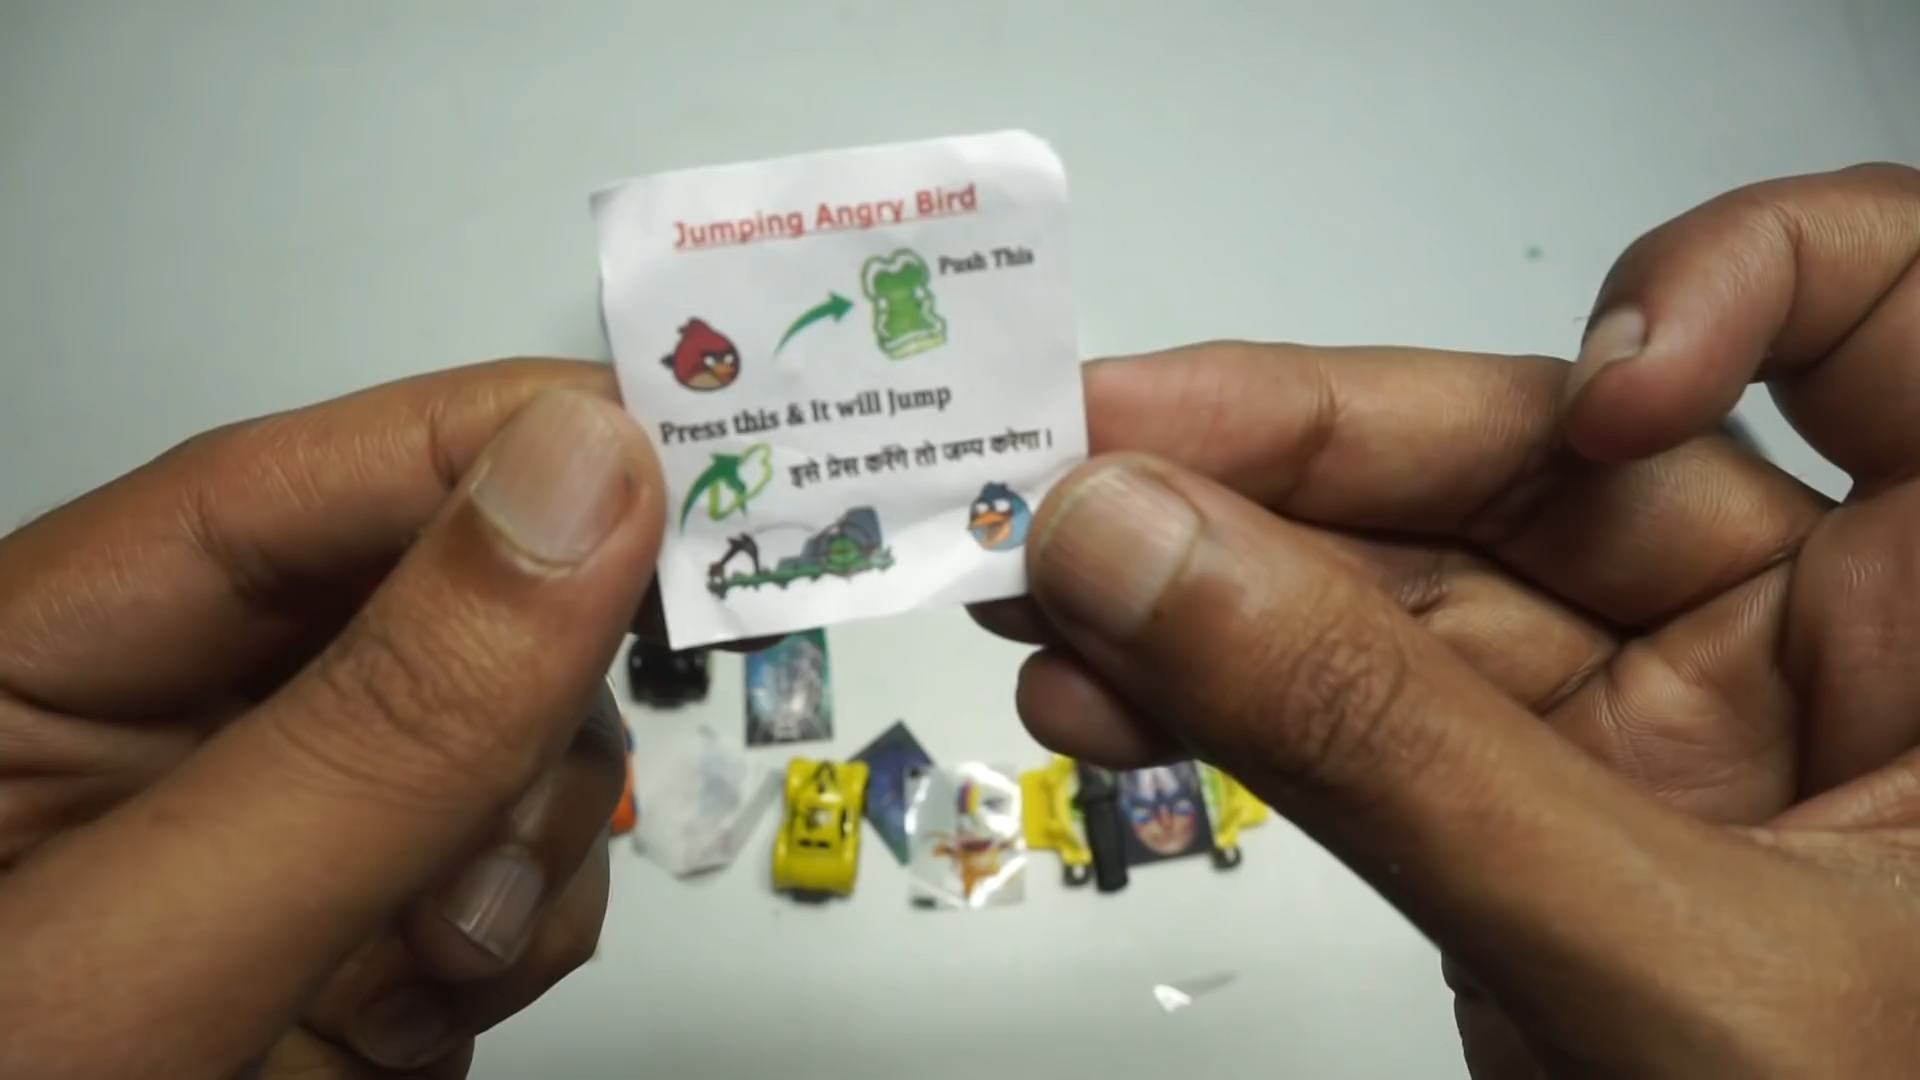 Jumping Angry Bird
Push This
Press this & It will Jump
इसे प्रेस करेंगे तो जम्प करेगा।